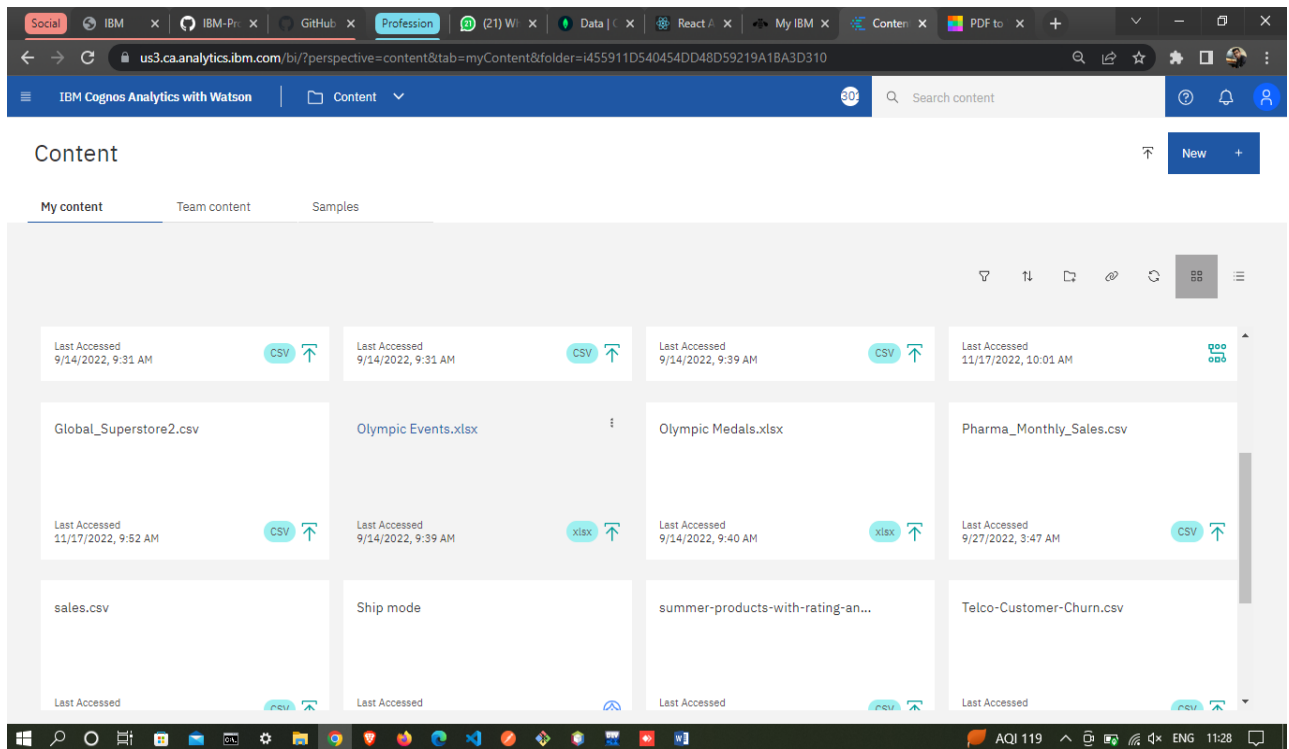 Social
IBM
IBM-Pro
GitHub
Profession
(21) Wh
Data | C
React A
My IBM
Conten
PDF to
us3.ca.analytics.ibm.com/bi/?perspective=content&tab=myContent&folder=i455911D540454DD48D59219A1BA3D310
IBM Cognos Analytics with Watson
Content
Search content
Content
New +
My content Team content Samples
Last Accessed
9/14/2022, 9:31 AM
CSV
Last Accessed
9/14/2022, 9:31 AM
CSV
Last Accessed
9/14/2022, 9:39 AM
CSV
Last Accessed
11/17/2022, 10:01 AM
Global_Superstore2.csv
Last Accessed
11/17/2022, 9:52 AM
CSV
Olympic Events.xlsx
Last Accessed
9/14/2022, 9:39 AM
xlsx
Olympic Medals.xlsx
Last Accessed
9/14/2022, 9:40 AM
xlsx
Pharma_Monthly_Sales.csv
Last Accessed
9/27/2022, 3:47 AM
CSV
sales.csv
Last Accessed
CSV
Ship mode
Last Accessed
summer-products-with-rating-an...
Last Accessed
CSV
Telco-Customer-Churn.csv
Last Accessed
CSV
AQI 119
ENG
11:28